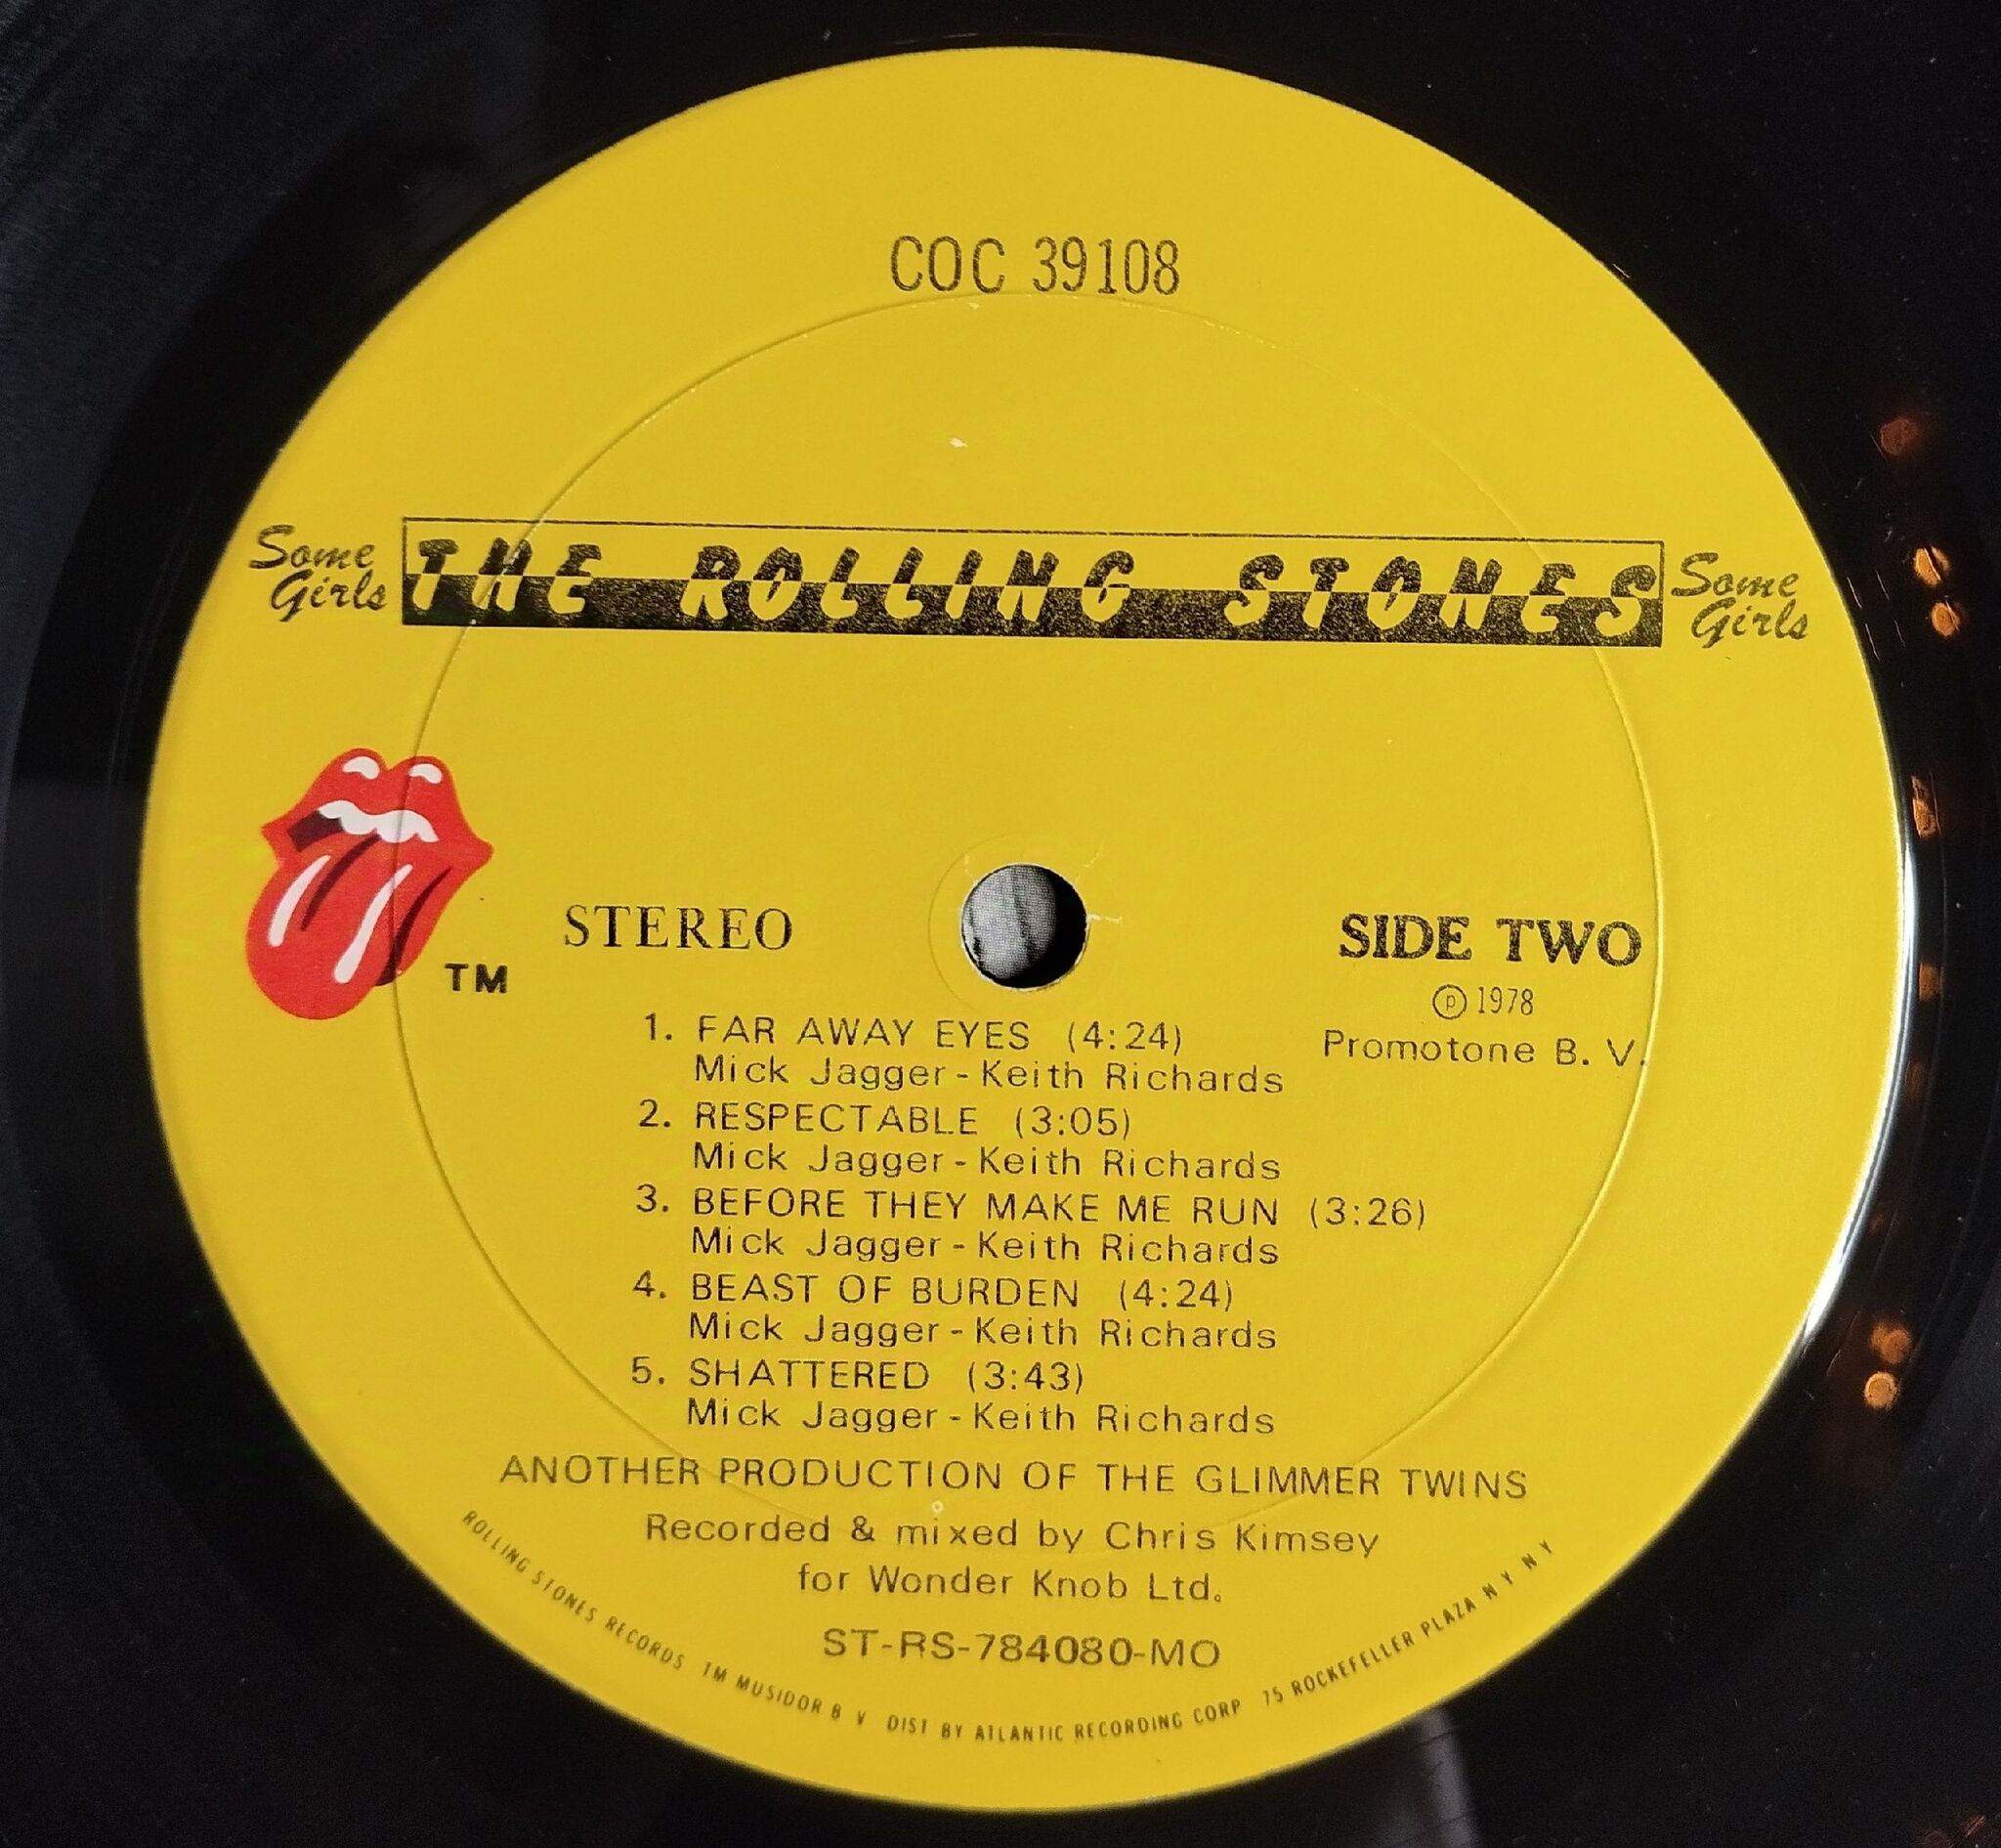 COC 39108
Some Girls THE ROLLING STONES Some Girls
TM
STEREO
SIDE TWO
℗ 1978
Promotone B. V.
1. FAR AWAY EYES (4:24)
Mick Jagger - Keith Richards
2. RESPECTABLE (3:05)
Mick Jagger - Keith Richards
3. BEFORE THEY MAKE ME RUN (3:26)
Mick Jagger - Keith Richards
4. BEAST OF BURDEN (4:24)
Mick Jagger - Keith Richards
5. SHATTERED (3:43)
Mick Jagger - Keith Richards
ANOTHER PRODUCTION OF THE GLIMMER TWINS
Recorded & mixed by Chris Kimsey
for Wonder Knob Ltd.
ST-RS-784080-MO
ROLLING STONES RECORDS TM MUSIDOR B V DIST BY ATLANTIC RECORDING CORP 75 ROCKEFELLER PLAZA N Y N Y